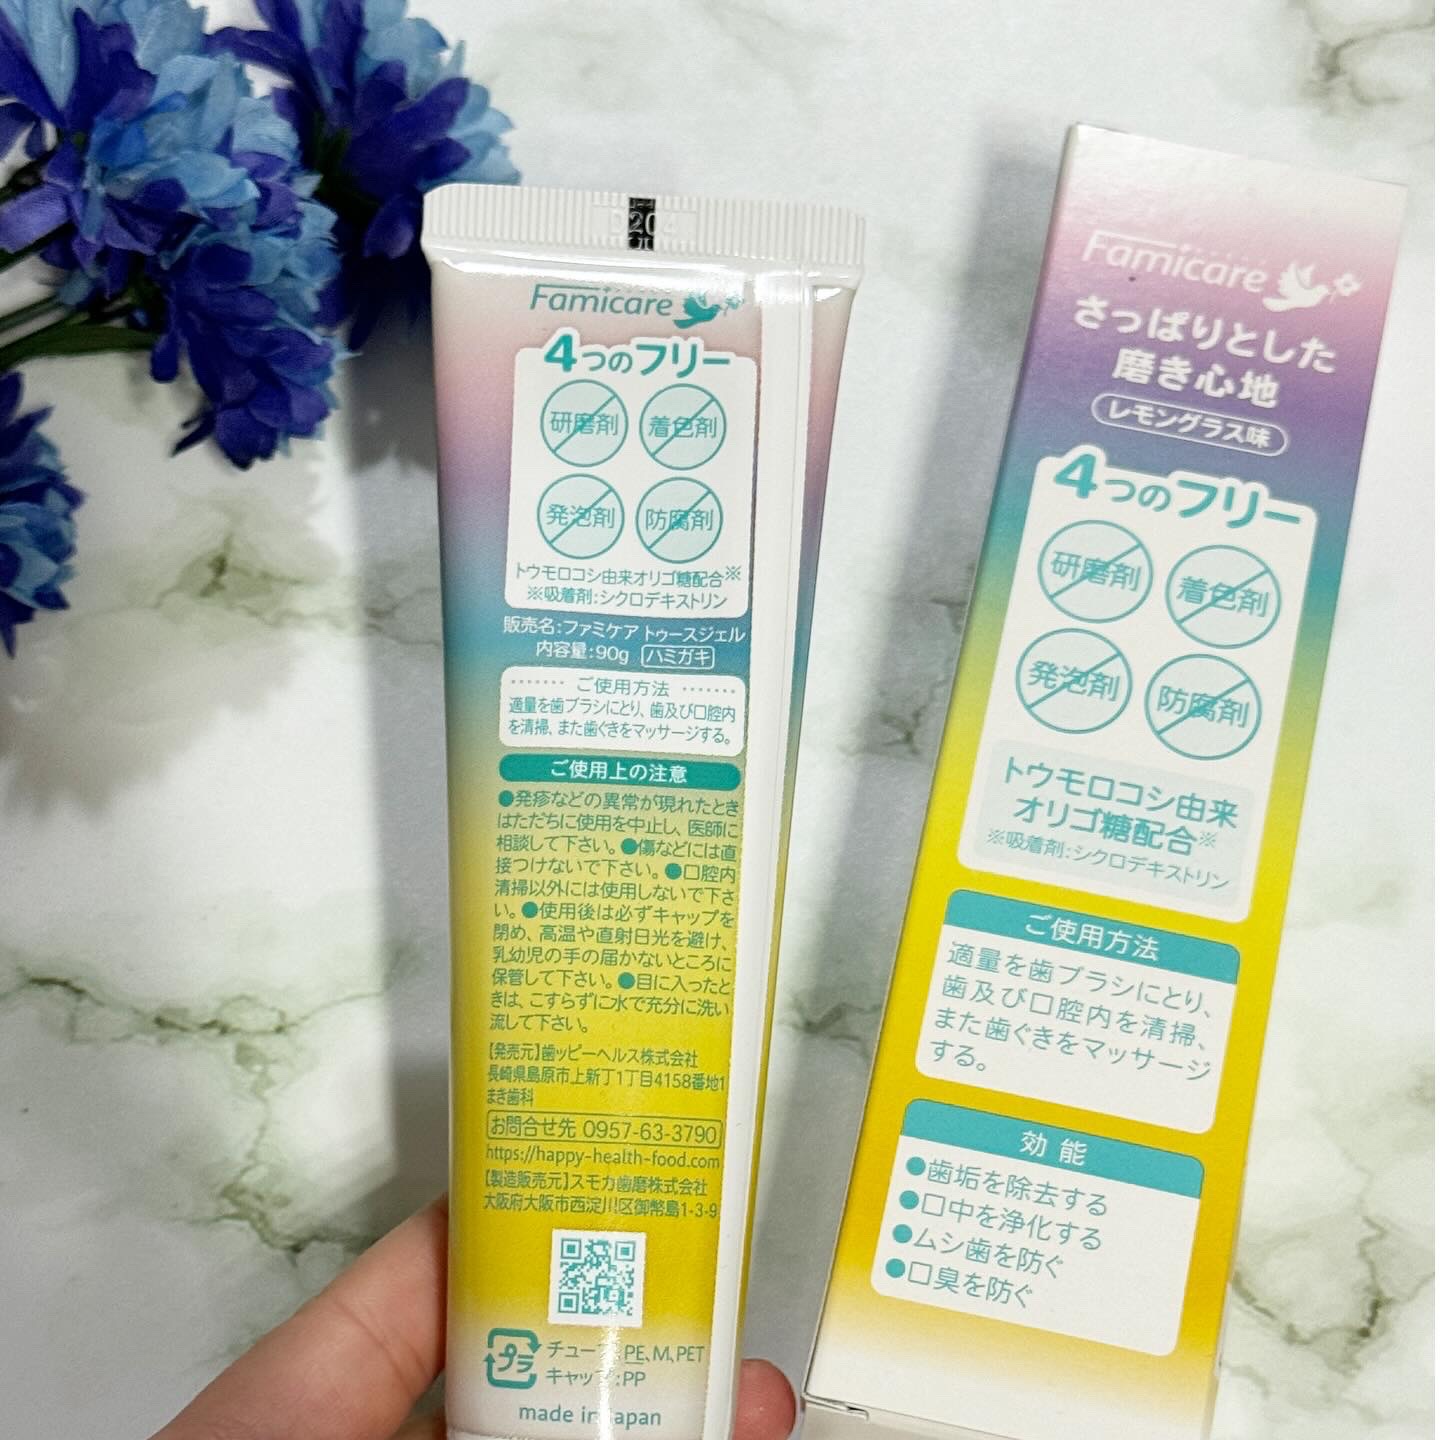 Famicare
4つのフリー
研磨剤
着色剤
発泡剤
防腐剤
トウモロコシ由来オリゴ糖配合※
※吸着剤:シクロデキストリン
販売名:ファミケア トゥースジェル
内容量:90g ハミガキ
ご使用方法
適量を歯ブラシにとり、歯及び口腔内
を清掃、また歯ぐきをマッサージする。
ご使用上の注意
●発疹などの異常が現れたとき
はただちに使用を中止し、医師に
相談して下さい。●傷などには直
接つけないで下さい。●口腔内
清掃以外には使用しないで下さ
い。●使用後は必ずキャップを
閉め、高温や直射日光を避け、
乳幼児の手の届かないところに
保管して下さい。●目に入ったと
きは、こすらずに水で充分に洗い
流して下さい。
【発売元】歯ッピーヘルス株式会社
長崎県島原市上新丁1丁目4158番地1
まき歯科
お問合せ先 0957-63-3790
https://happy-health-food.com
【製造販売元】スモカ歯磨株式会社
大阪府大阪市西淀川区御幣島1-3-9
プラ
チューブ:PE、M、PET
キャップ:PP
made in Japan
Famicare
さっぱりとした
磨き心地
レモングラス味
4つのフリー
研磨剤
着色剤
発泡剤
防腐剤
トウモロコシ由来
オリゴ糖配合※
※吸着剤:シクロデキストリン
ご使用方法
適量を歯ブラシにとり、
歯及び口腔内を清掃、
また歯ぐきをマッサージ
する。
効能
●歯垢を除去する
●口中を浄化する
●ムシ歯を防ぐ
●口臭を防ぐ